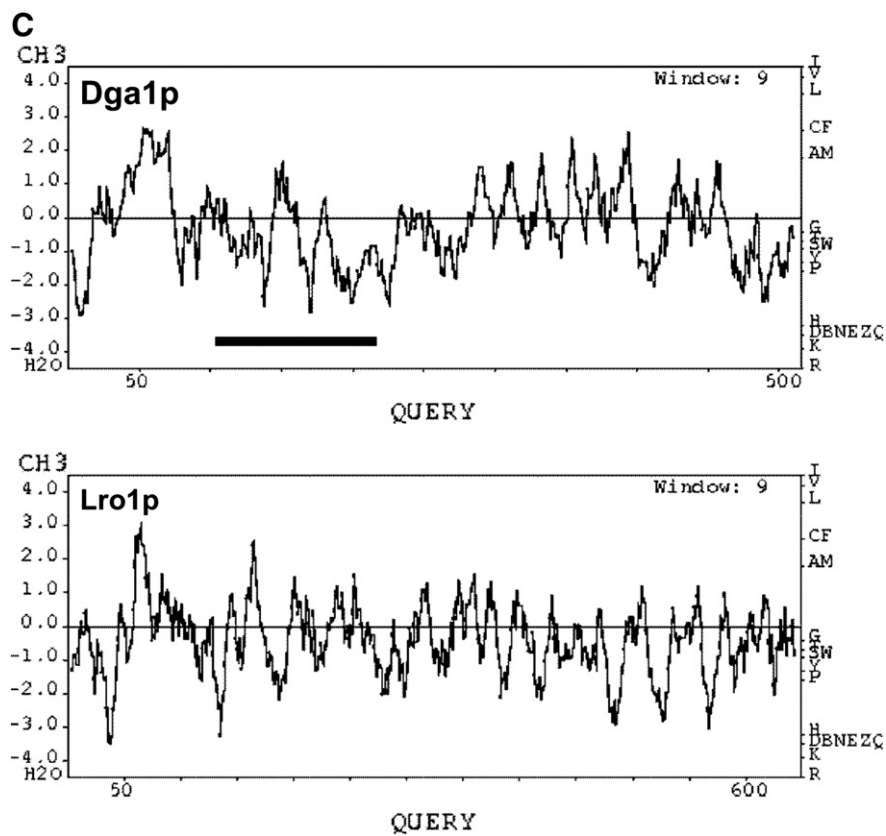 C
CH3
4.0
3.0
2.0
1.0
0.0
-1.0
-2.0
-3.0
-4.0
H2O
Dga1p
Window: 9
I
V
L
CF
AM
G
SW
Y
P
H
DBNEZQ
K
R
50
500
QUERY
CH3
4.0
3.0
2.0
1.0
0.0
-1.0
-2.0
-3.0
-4.0
H2O
Lro1p
Window: 9
I
V
L
CF
AM
G
SW
Y
P
H
DBNEZQ
K
R
50
600
QUERY